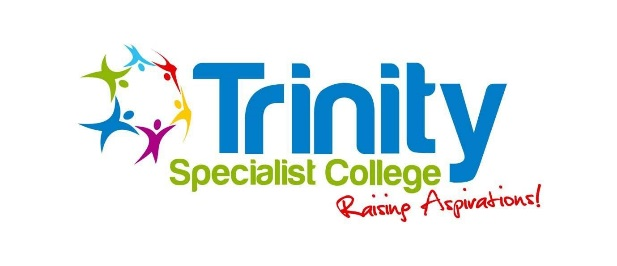 Trinity
Specialist College
Raising Aspirations!